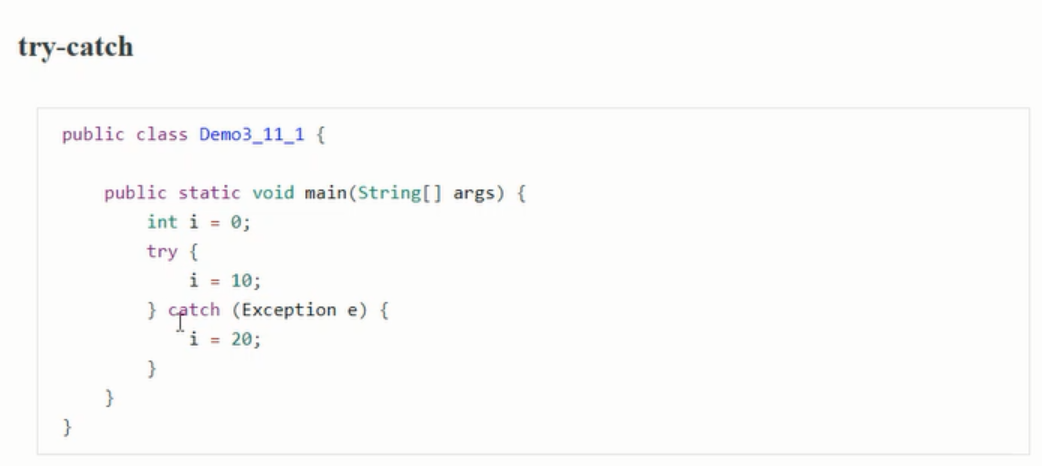 try-catch
public class Demo3_11_1 {
public static void main(String[] args) {
int i = 0;
try {
i = 10;
} catch (Exception e) {
i = 20;
}
}
}